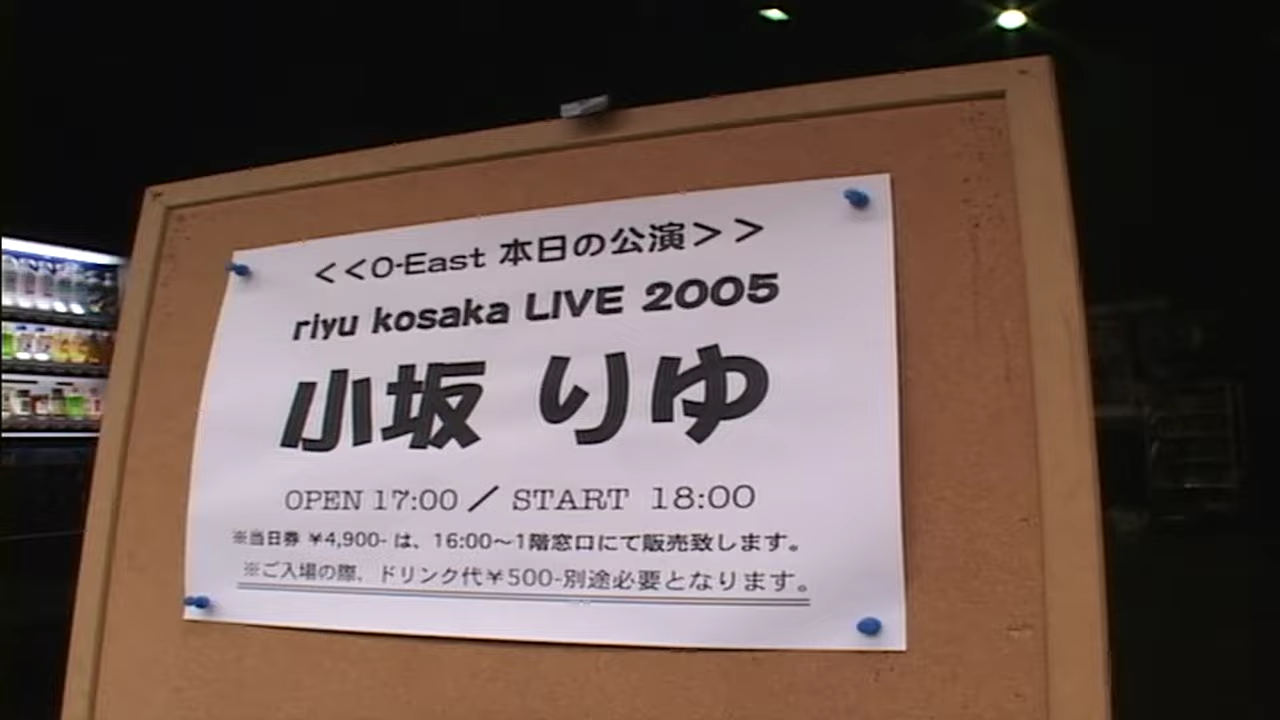 <<O-East 本日の公演>>
riyu kosaka LIVE 2005
小坂 りゆ
OPEN 17:00 / START 18:00
※当日券 ¥4,900- は、16:00～1階窓口にて販売致します。
※ご入場の際、ドリンク代¥500-別途必要となります。